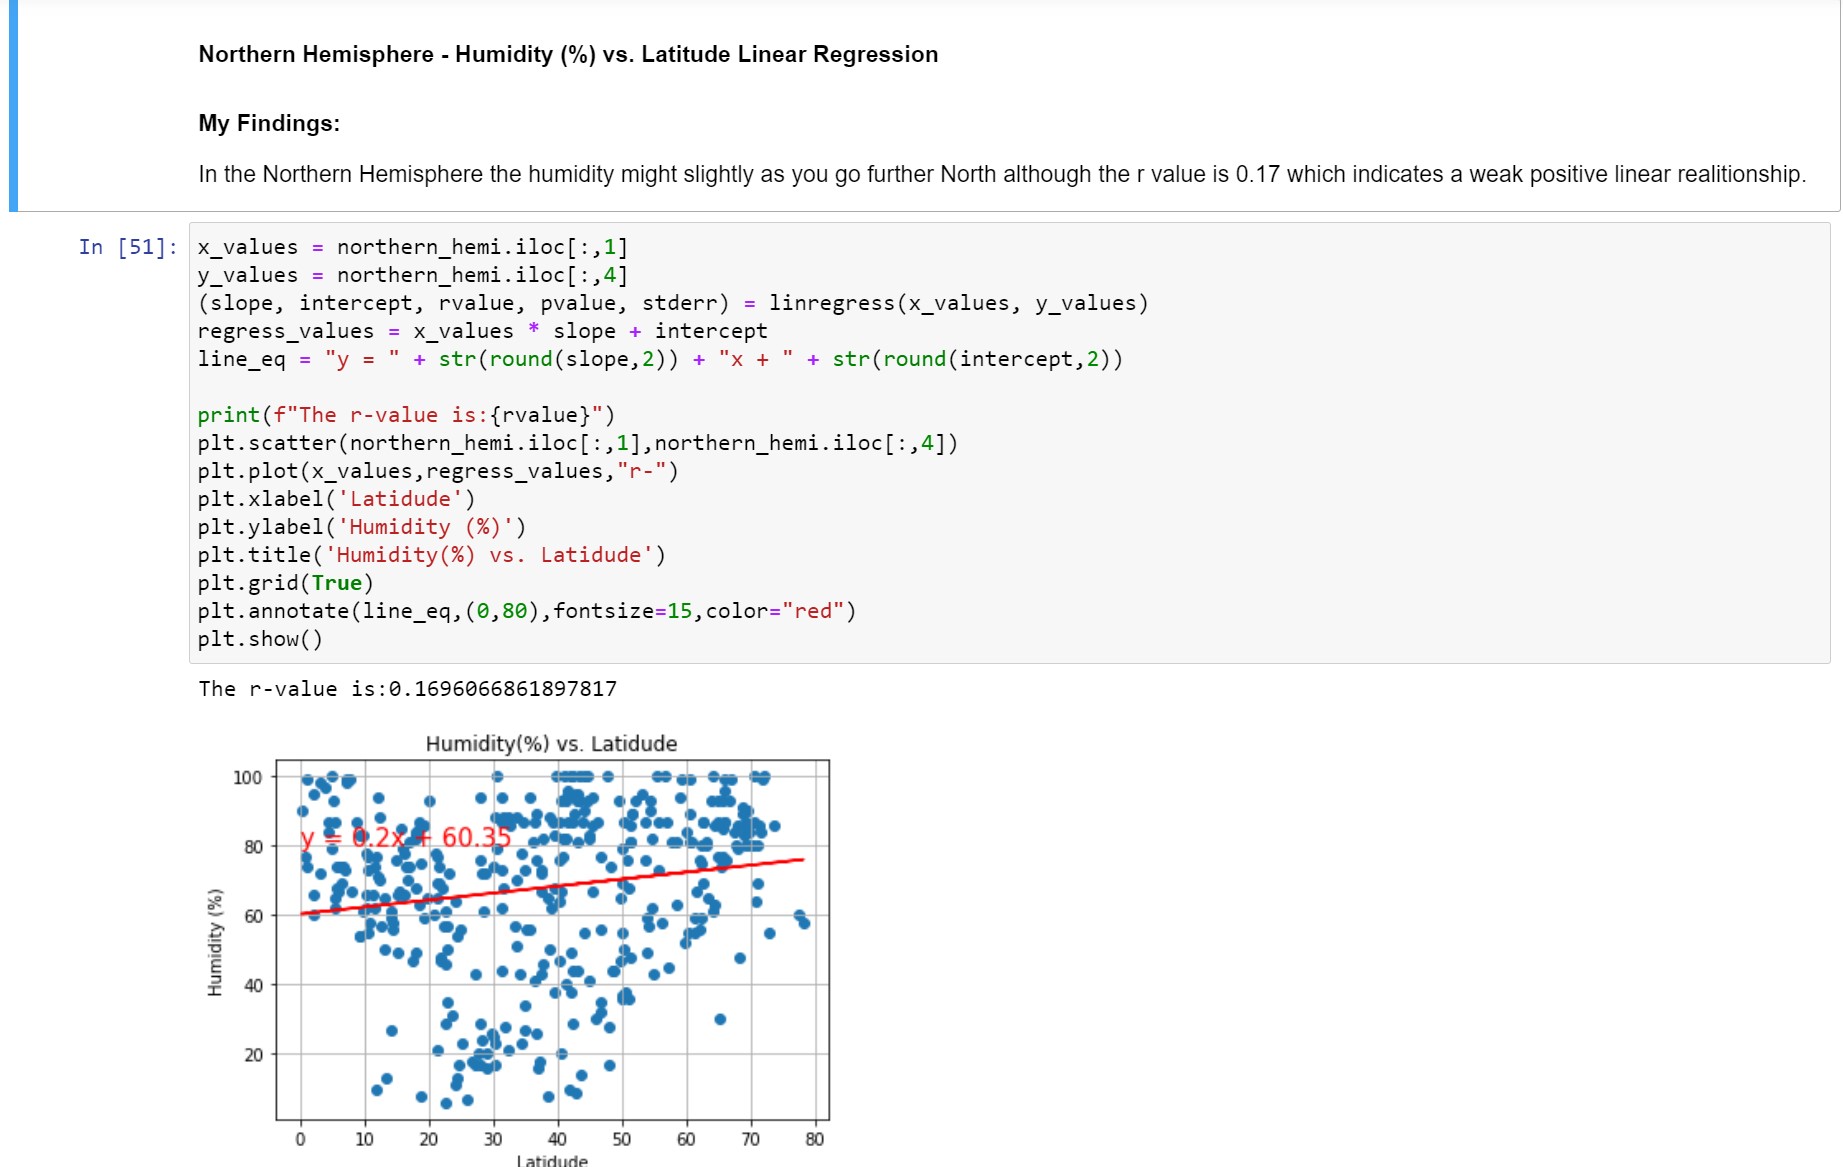 Northern Hemisphere - Humidity (%) vs. Latitude Linear Regression
My Findings:
In the Northern Hemisphere the humidity might slightly as you go further North although the r value is 0.17 which indicates a weak positive linear realitionship.
In [51]:
x_values = northern_hemi.iloc[:,1]
y_values = northern_hemi.iloc[:,4]
(slope, intercept, rvalue, pvalue, stderr) = linregress(x_values, y_values)
regress_values = x_values * slope + intercept
line_eq = "y = " + str(round(slope,2)) + "x + " + str(round(intercept,2))
print(f"The r-value is:{rvalue}")
plt.scatter(northern_hemi.iloc[:,1],northern_hemi.iloc[:,4])
plt.plot(x_values,regress_values,"r-")
plt.xlabel('Latidude')
plt.ylabel('Humidity (%)')
plt.title('Humidity(%) vs. Latidude')
plt.grid(True)
plt.annotate(line_eq,(0,80),fontsize=15,color="red")
plt.show()
The r-value is:0.1696066861897817
Humidity(%) vs. Latidude
100
80
60
40
20
Humidity (%)
y = 0.2x + 60.35
0 10 20 30 40 50 60 70 80
Latidude